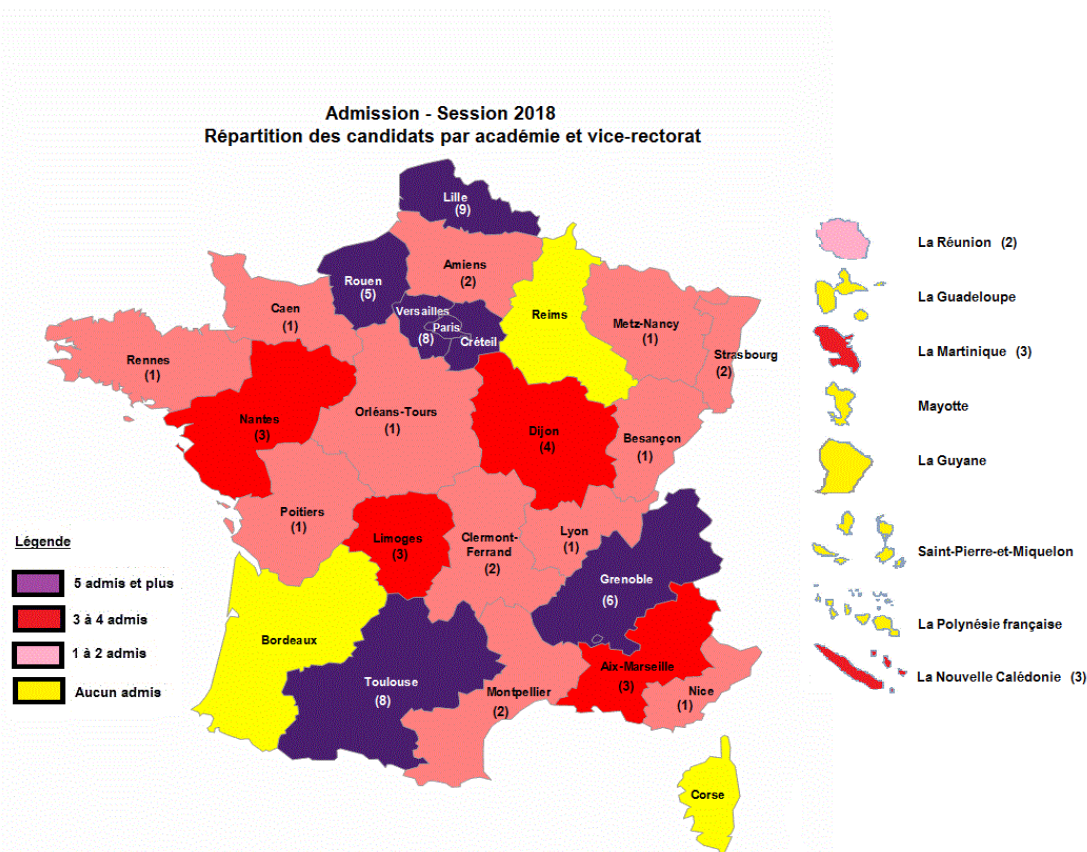 Admission - Session 2018
Répartition des candidats par académie et vice-rectorat
Lille
(9)
Amiens
(2)
Rouen
(5)
Caen
(1)
Versailles
Paris
(8)
Créteil
Reims
Metz-Nancy
(1)
Strasbourg
(2)
Rennes
(1)
Nantes
(3)
Orléans-Tours
(1)
Dijon
(4)
Besançon
(1)
Poitiers
(1)
Limoges
(3)
Clermont-
Ferrand
(2)
Lyon
(1)
Grenoble
(6)
Bordeaux
Toulouse
(8)
Montpellier
(2)
Aix-Marseille
(3)
Nice
(1)
Corse
Légende
5 admis et plus
3 à 4 admis
1 à 2 admis
Aucun admis
La Réunion (2)
La Guadeloupe
La Martinique (3)
Mayotte
La Guyane
Saint-Pierre-et-Miquelon
La Polynésie française
La Nouvelle Calédonie (3)